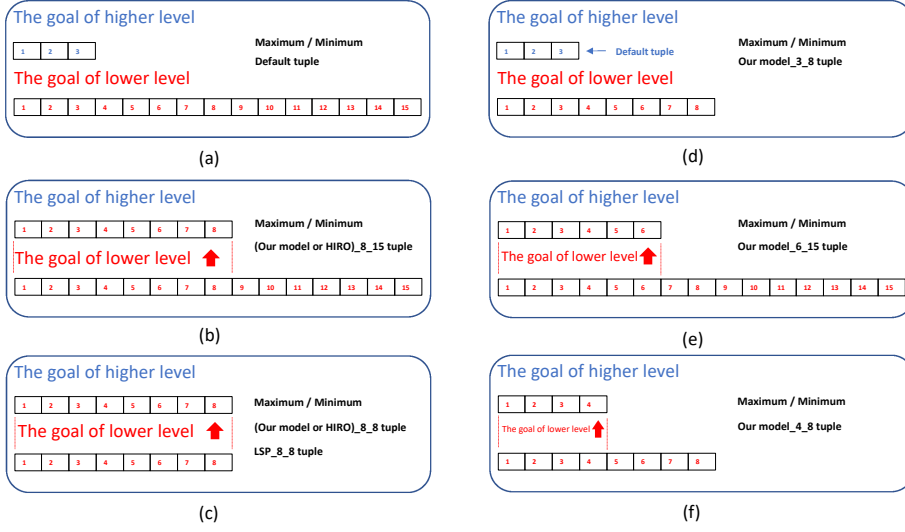 The goal of higher level
1 2 3
Maximum / Minimum
Default tuple
The goal of lower level
1 2 3 4 5 6 7 8 9 10 11 12 13 14 15
(a)
The goal of higher level
1 2 3
Default tuple
Maximum / Minimum
Our model_3_8 tuple
The goal of lower level
1 2 3 4 5 6 7 8
(d)
The goal of higher level
1 2 3 4 5 6 7 8
Maximum / Minimum
(Our model or HIRO)_8_15 tuple
The goal of lower level
1 2 3 4 5 6 7 8 9 10 11 12 13 14 15
(b)
The goal of higher level
1 2 3 4 5 6
Maximum / Minimum
Our model_6_15 tuple
The goal of lower level
1 2 3 4 5 6 7 8 9 10 11 12 13 14 15
(e)
The goal of higher level
1 2 3 4 5 6 7 8
Maximum / Minimum
(Our model or HIRO)_8_8 tuple
The goal of lower level
LSP_8_8 tuple
1 2 3 4 5 6 7 8
(c)
The goal of higher level
1 2 3 4
Maximum / Minimum
Our model_4_8 tuple
The goal of lower level
1 2 3 4 5 6 7 8
(f)